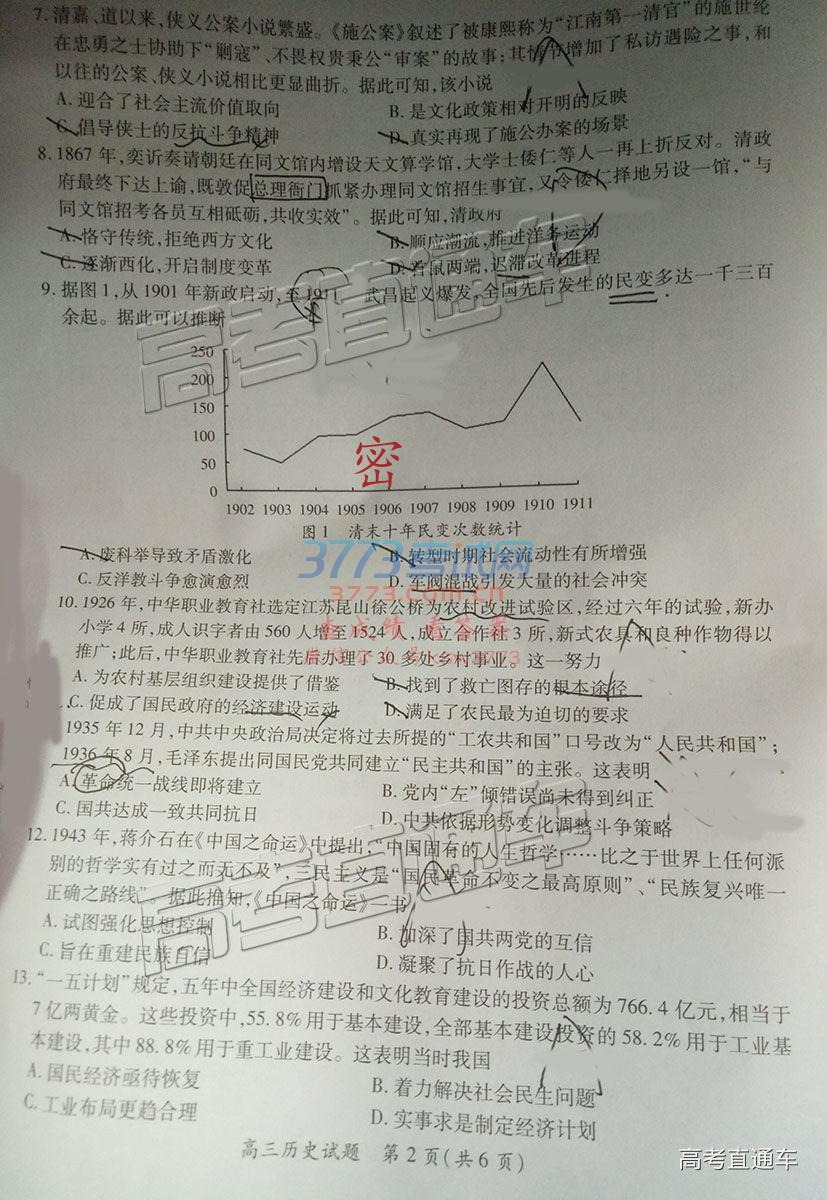 7. 清嘉、道以来,侠义公案小说繁盛。《施公案》叙述了被康熙称为“江南第一清官”的施世纶
在忠勇之士协助下“剿寇”、不畏权贵秉公“审案”的故事;其情节增加了私访遇险之事,和
以往的公案、侠义小说相比更显曲折。据此可知,该小说
A. 迎合了社会主流价值取向 B. 是文化政策相对开明的反映
C. 倡导侠士的反抗斗争精神 D. 真实再现了施公办案的场景
8. 1867 年,奕䜣奏请朝廷在同文馆内增设天文算学馆,大学士倭仁等人一再上折反对。清政
府最终下达上谕,既敦促总理衙门抓紧办理同文馆招生事宜,又令倭仁择地另设一馆,“与
同文馆招考各员互相砥砺,共收实效”。据此可知,清政府
A. 恪守传统,拒绝西方文化 B. 顺应潮流,推进洋务运动
C. 逐渐西化,开启制度变革 D. 首鼠两端,迟滞改革进程
9. 据图 1,从 1901 年新政启动,至 1911 武昌起义爆发,全国先后发生的民变多达一千三百
余起。据此可以推断
250
200
150
100
50
0
1902 1903 1904 1905 1906 1907 1908 1909 1910 1911
密
图 1 清末十年民变次数统计
A. 废科举导致矛盾激化 B. 转型时期社会流动性有所增强
C. 反洋教斗争愈演愈烈 D. 军阀混战引发大量的社会冲突
10. 1926 年,中华职业教育社选定江苏昆山徐公桥为农村改进试验区,经过六年的试验,新办
小学 4 所,成人识字者由 560 人增至 1524 人,成立合作社 3 所,新式农具和良种作物得以
推广;此后,中华职业教育社先后办理了 30 多处乡村事业。这一努力
A. 为农村基层组织建设提供了借鉴 B. 找到了救亡图存的根本途径
C. 促成了国民政府的经济建设运动 D. 满足了农民最为迫切的要求
1935 年 12 月,中共中央政治局决定将过去所提的“工农共和国”口号改为“人民共和国”;
1936 年 8 月,毛泽东提出同国民党共同建立“民主共和国”的主张。这表明
A. 革命统一战线即将建立 B. 党内“左”倾错误尚未得到纠正
C. 国共达成一致共同抗日 D. 中共依据形势变化调整斗争策略
12. 1943 年,蒋介石在《中国之命运》中提出:“中国固有的人生哲学……比之于世界上任何派
别的哲学实有过之而无不及”,三民主义是“国民革命不变之最高原则”、“民族复兴唯一
正确之路线”。据此推知,《中国之命运》一书
A. 试图强化思想控制 B. 加深了国共两党的互信
C. 旨在重建民族自信 D. 凝聚了抗日作战的人心
13. “一五计划”规定,五年中全国经济建设和文化教育建设的投资总额为 766.4 亿元,相当于
7 亿两黄金。这些投资中,55.8%用于基本建设,全部基本建设投资的 58.2%用于工业基
本建设,其中 88.8%用于重工业建设。这表明当时我国
A. 国民经济亟待恢复 B. 着力解决社会民生问题
C. 工业布局更趋合理 D. 实事求是制定经济计划
高三历史试题 第 2 页(共 6 页)
高考直通车
高考直通车
高考直通车
3773考试网
3773.com.cn
查成绩 看答案